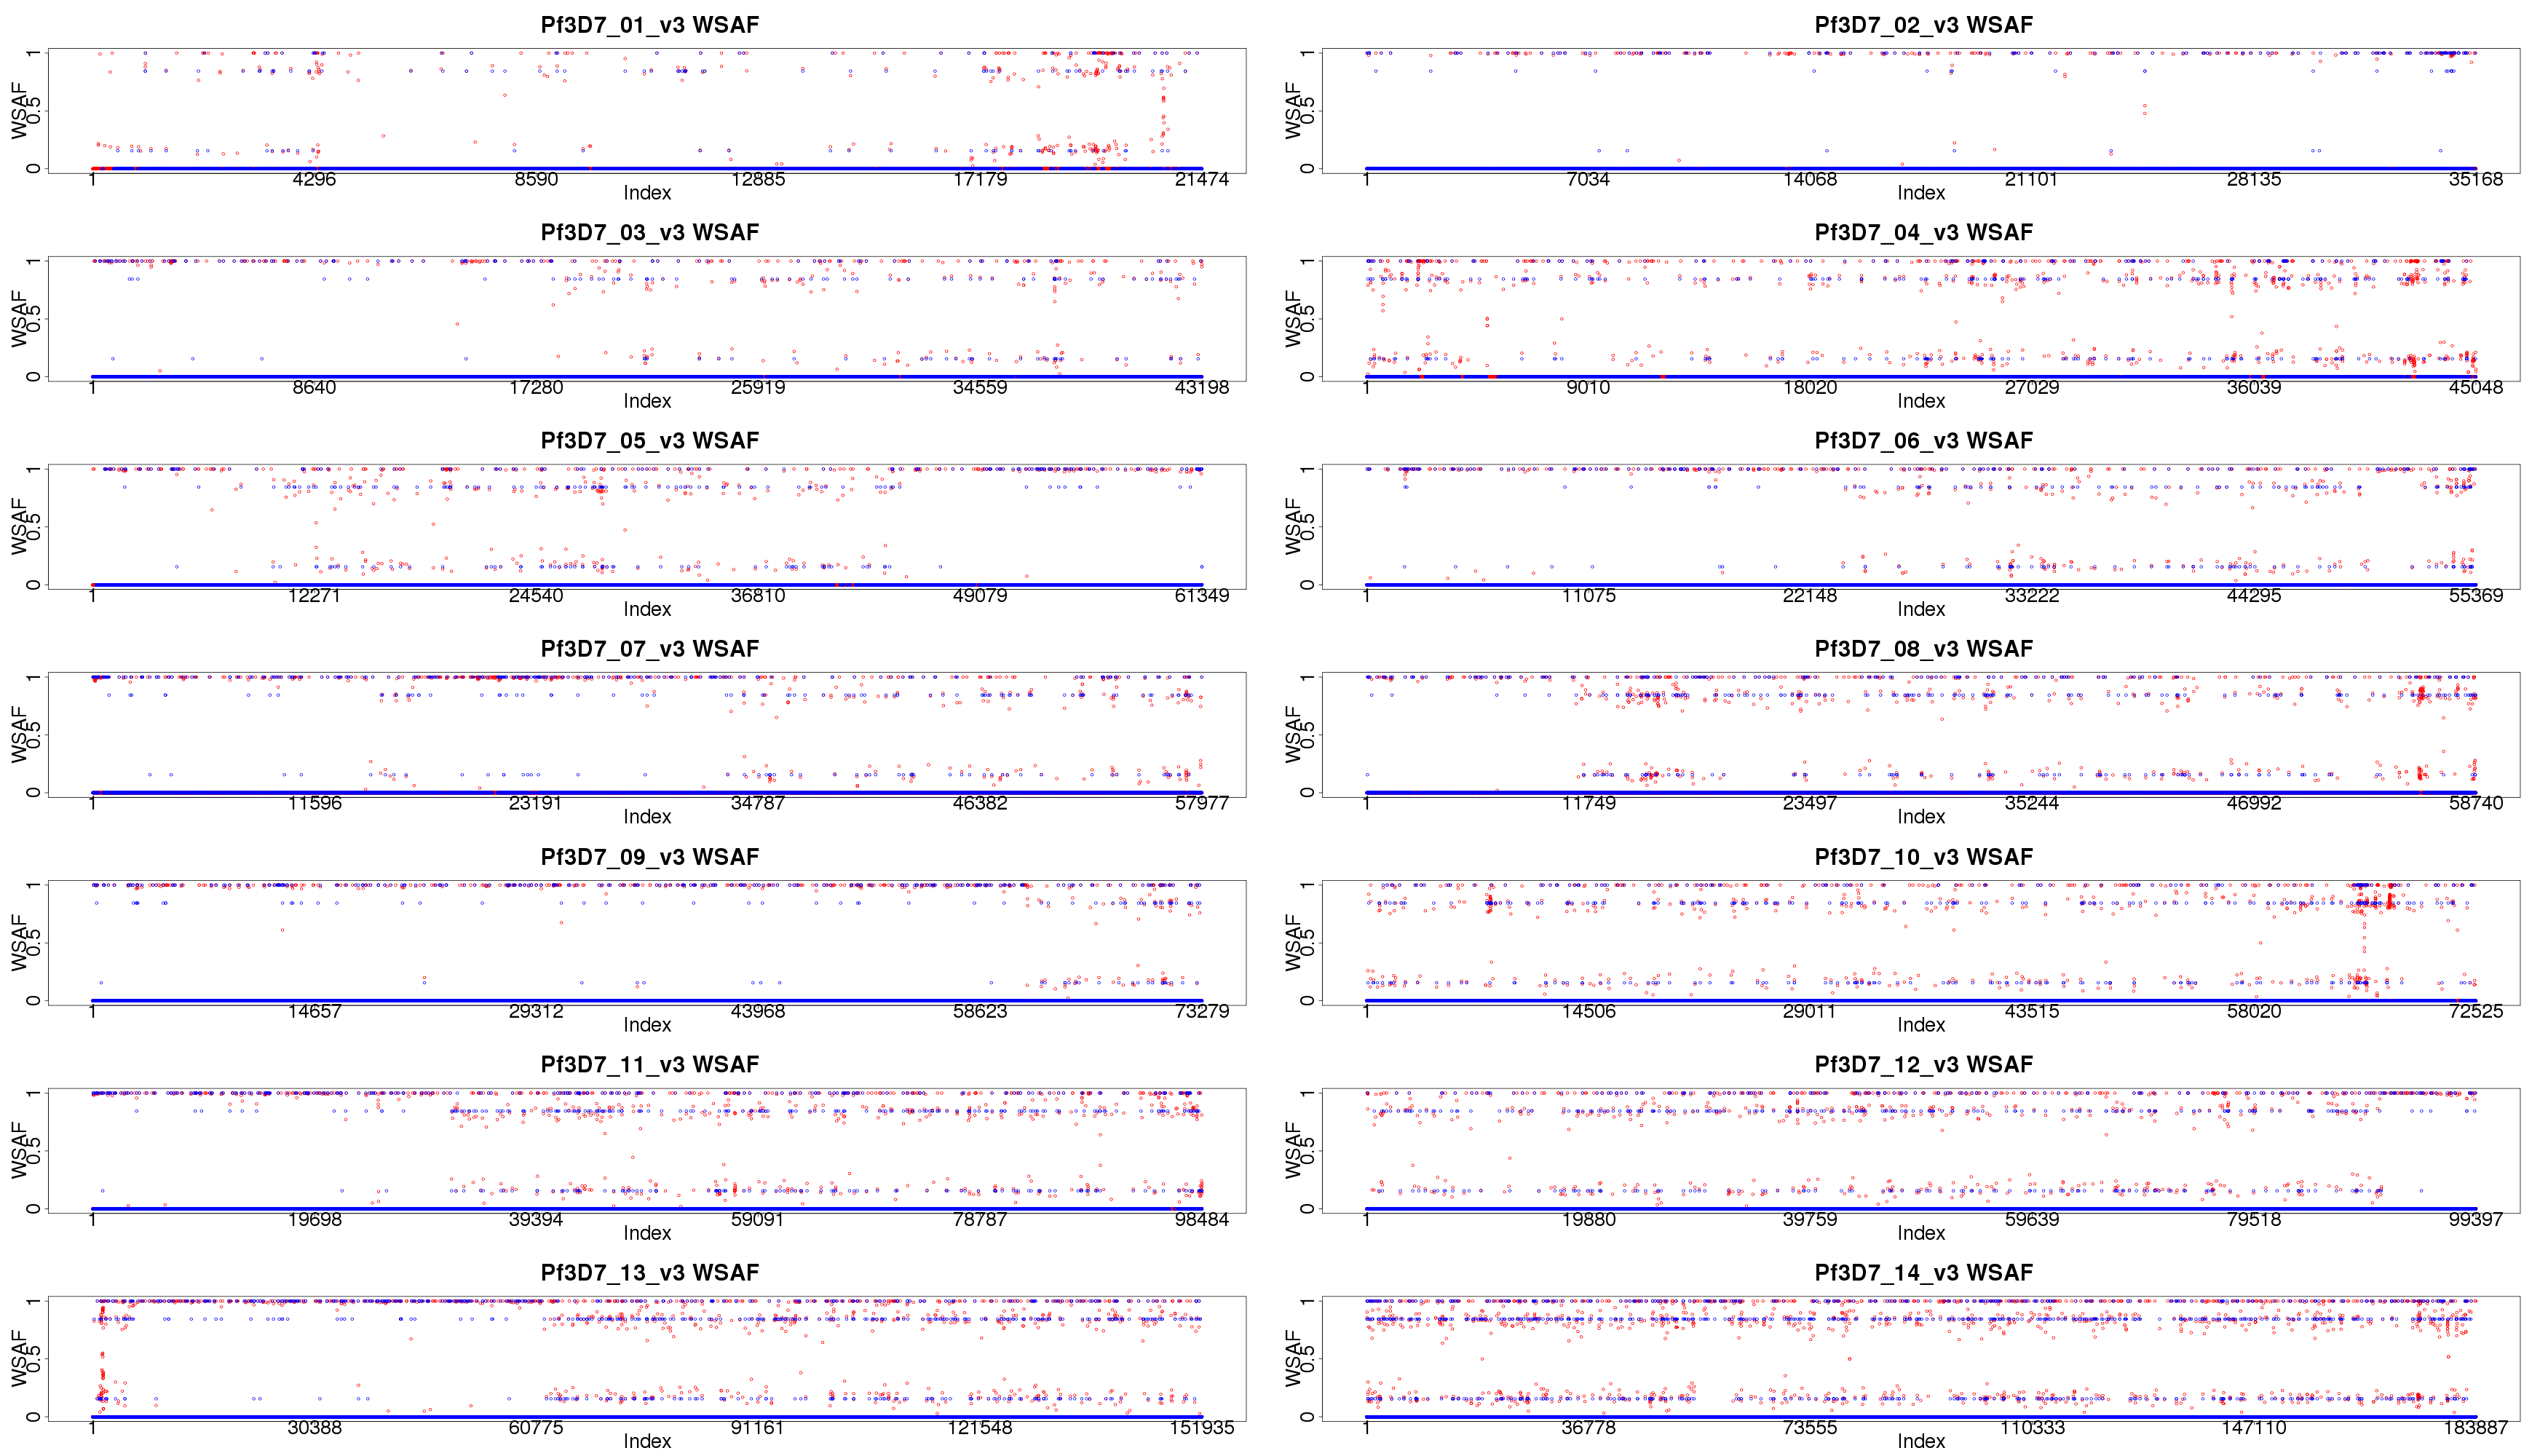 Pf3D7_01_v3 WSAF
WSAF
1
0.5
0
1 4296 8590 12885 17179 21474
Index
Pf3D7_02_v3 WSAF
WSAF
1
0.5
0
1 7034 14068 21101 28135 35168
Index
Pf3D7_03_v3 WSAF
WSAF
1
0.5
0
1 8640 17280 25919 34559 43198
Index
Pf3D7_04_v3 WSAF
WSAF
1
0.5
0
1 9010 18020 27029 36039 45048
Index
Pf3D7_05_v3 WSAF
WSAF
1
0.5
0
1 12271 24540 36810 49079 61349
Index
Pf3D7_06_v3 WSAF
WSAF
1
0.5
0
1 11075 22148 33222 44295 55369
Index
Pf3D7_07_v3 WSAF
WSAF
1
0.5
0
1 11596 23191 34787 46382 57977
Index
Pf3D7_08_v3 WSAF
WSAF
1
0.5
0
1 11749 23497 35244 46992 58740
Index
Pf3D7_09_v3 WSAF
WSAF
1
0.5
0
1 14657 29312 43968 58623 73279
Index
Pf3D7_10_v3 WSAF
WSAF
1
0.5
0
1 14506 29011 43515 58020 72525
Index
Pf3D7_11_v3 WSAF
WSAF
1
0.5
0
1 19698 39394 59091 78787 98484
Index
Pf3D7_12_v3 WSAF
WSAF
1
0.5
0
1 19880 39759 59639 79518 99397
Index
Pf3D7_13_v3 WSAF
WSAF
1
0.5
0
1 30388 60775 91161 121548 151935
Index
Pf3D7_14_v3 WSAF
WSAF
1
0.5
0
1 36778 73555 110333 147110 183887
Index